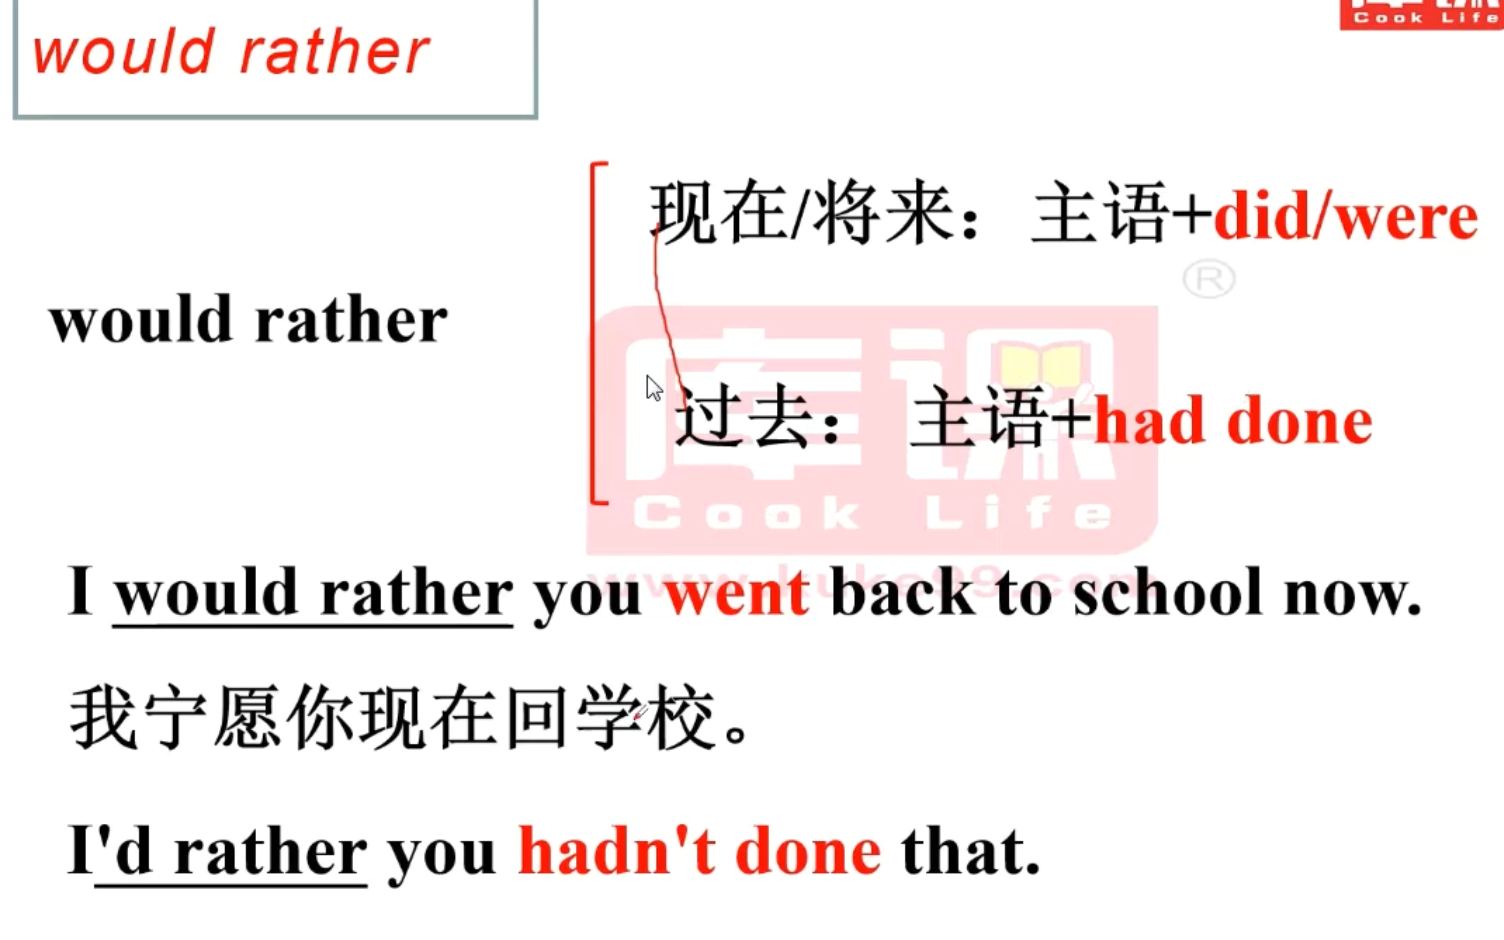 would rather
Cook Life
现在/将来：主语+did/were
would rather
®
库课
过去： 主语+had done
Cook Life
www.kuke99.com
I would rather you went back to school now.
我宁愿你现在回学校。
I'd rather you hadn't done that.